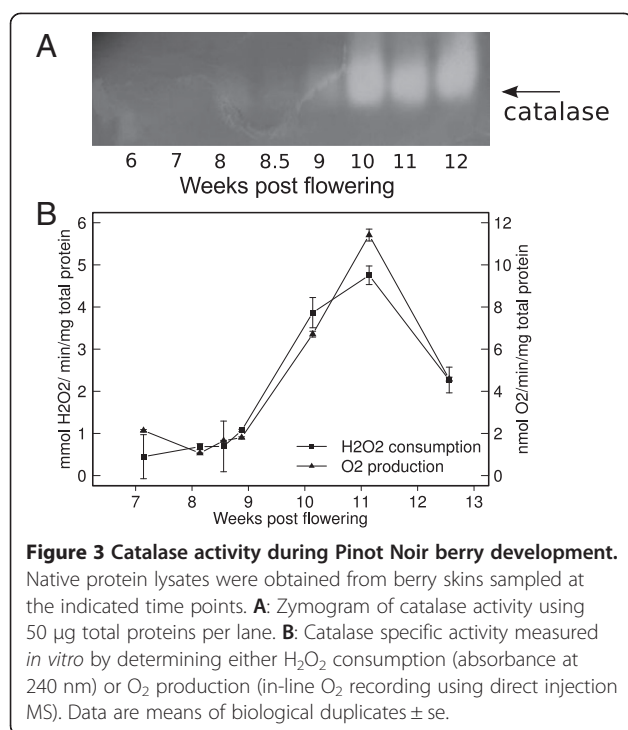 A
catalase
6 7 8 8.5 9 10 11 12
Weeks post flowering
B
6
5
4
3
2
1
0
mmol H2O2/ min/mg total protein
12
10
8
6
4
2
0
nmol O2/min/mg total protein
H2O2 consumption
O2 production
7 8 9 10 11 12 13
Weeks post flowering
Figure 3 Catalase activity during Pinot Noir berry development.
Native protein lysates were obtained from berry skins sampled at
the indicated time points. A: Zymogram of catalase activity using
50 µg total proteins per lane. B: Catalase specific activity measured
in vitro by determining either H₂O₂ consumption (absorbance at
240 nm) or O₂ production (in-line O₂ recording using direct injection
MS). Data are means of biological duplicates ± se.